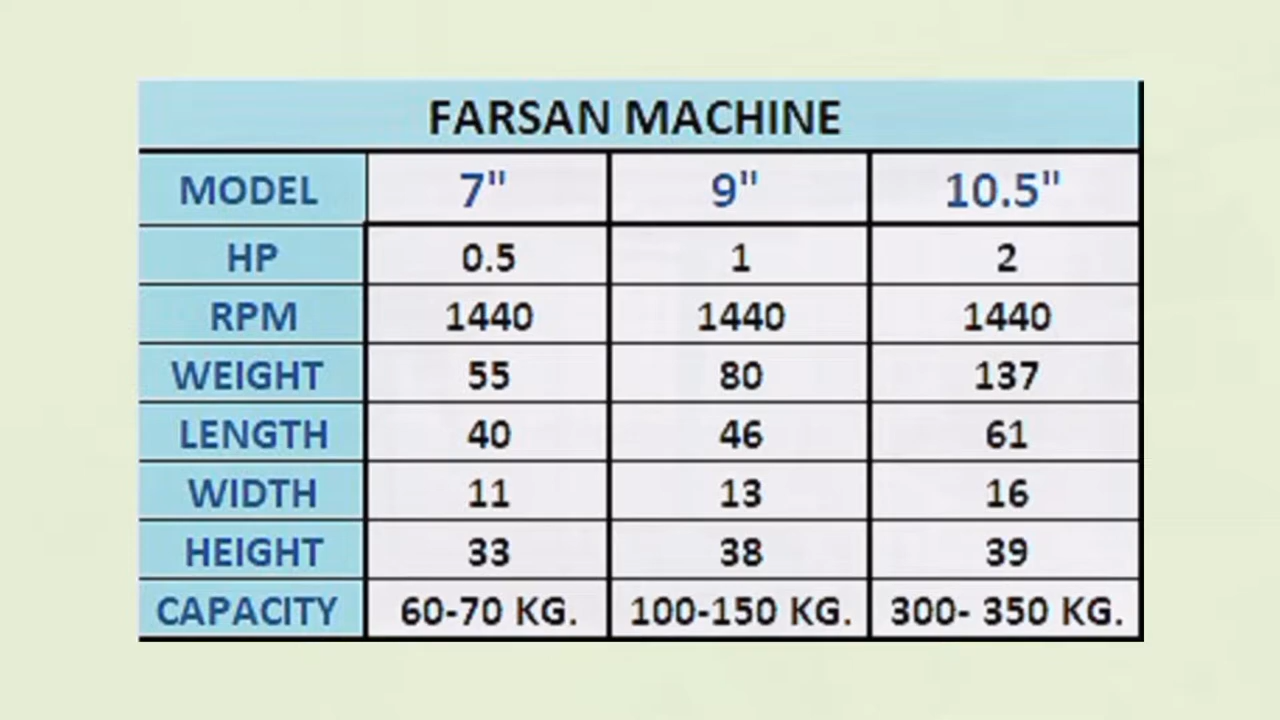 FARSAN MACHINE
MODEL 7" 9" 10.5"
HP 0.5 1 2
RPM 1440 1440 1440
WEIGHT 55 80 137
LENGTH 40 46 61
WIDTH 11 13 16
HEIGHT 33 38 39
CAPACITY 60-70 KG. 100-150 KG. 300- 350 KG.